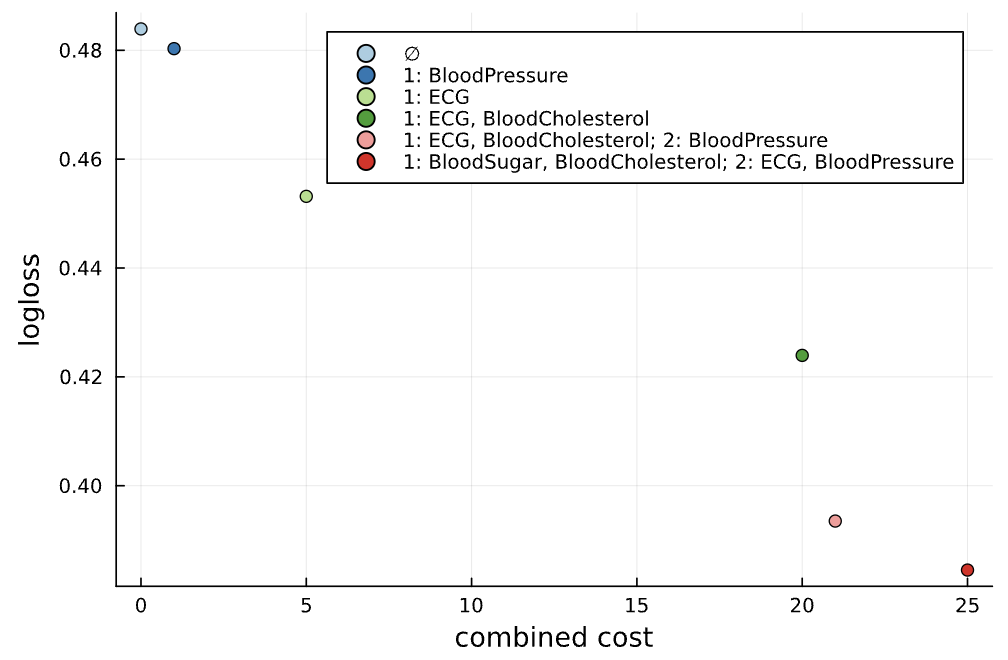 0.48
0.46
0.44
0.42
0.40
logloss
∅
1: BloodPressure
1: ECG
1: ECG, BloodCholesterol
1: ECG, BloodCholesterol; 2: BloodPressure
1: BloodSugar, BloodCholesterol; 2: ECG, BloodPressure
0 5 10 15 20 25
combined cost